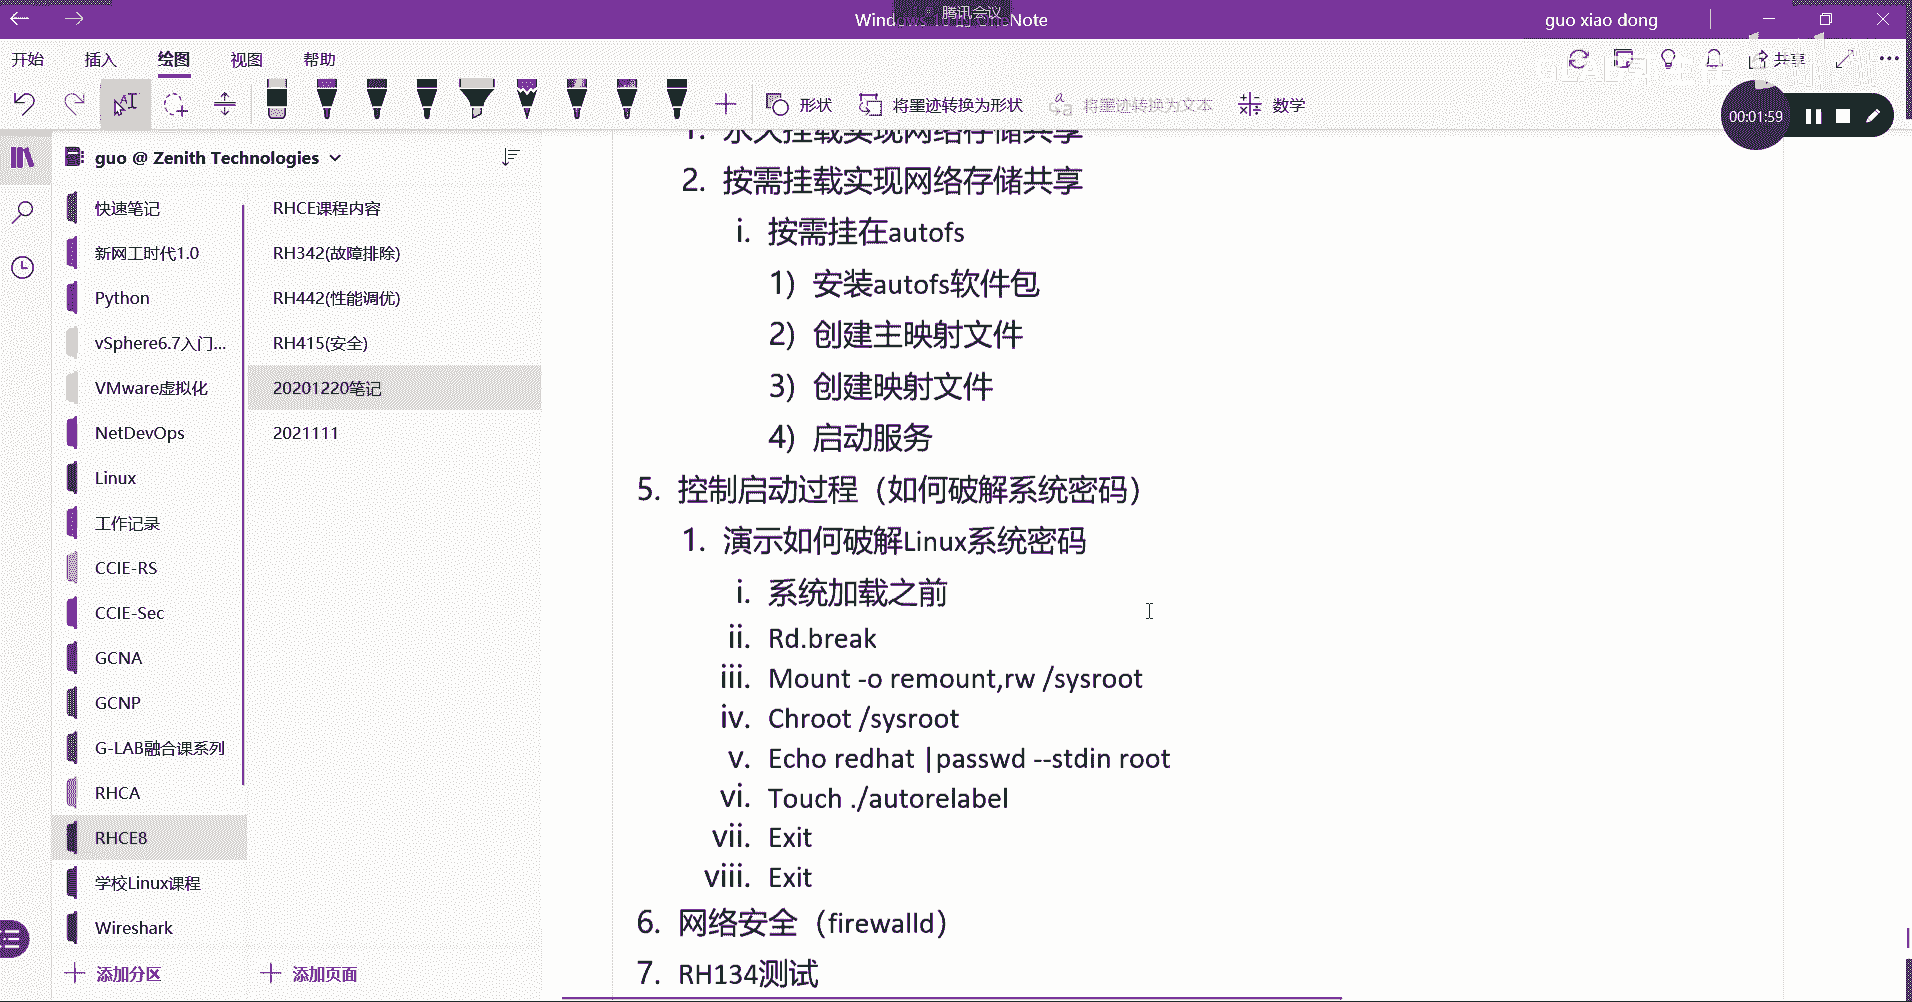 腾讯会议
guo xiao dong
开始 插入 绘图 视图 帮助
共享
形状 将墨迹转换为形状 将墨迹转换为文本 数学
00:01:59
guo @ Zenith Technologies
快速笔记
新网工时代1.0
Python
vSphere6.7入门...
VMware虚拟化
NetDevOps
Linux
工作记录
CCIE-RS
CCIE-Sec
GCNA
GCNP
G-LAB融合课系列
RHCA
RHCE8
学校Linux课程
Wireshark
添加分区
RHCE课程内容
RH342(故障排除)
RH442(性能调优)
RH415(安全)
20201220笔记
2021111
添加页面
1. 永久挂载实现网络存储共享
2. 按需挂载实现网络存储共享
i. 按需挂在autofs
1) 安装autofs软件包
2) 创建主映射文件
3) 创建映射文件
4) 启动服务
5. 控制启动过程（如何破解系统密码）
1. 演示如何破解Linux系统密码
i. 系统加载之前
ii. Rd.break
iii. Mount -o remount,rw /sysroot
iv. Chroot /sysroot
v. Echo redhat |passwd --stdin root
vi. Touch ./autorelabel
vii. Exit
viii. Exit
6. 网络安全（firewalld）
7. RH134测试